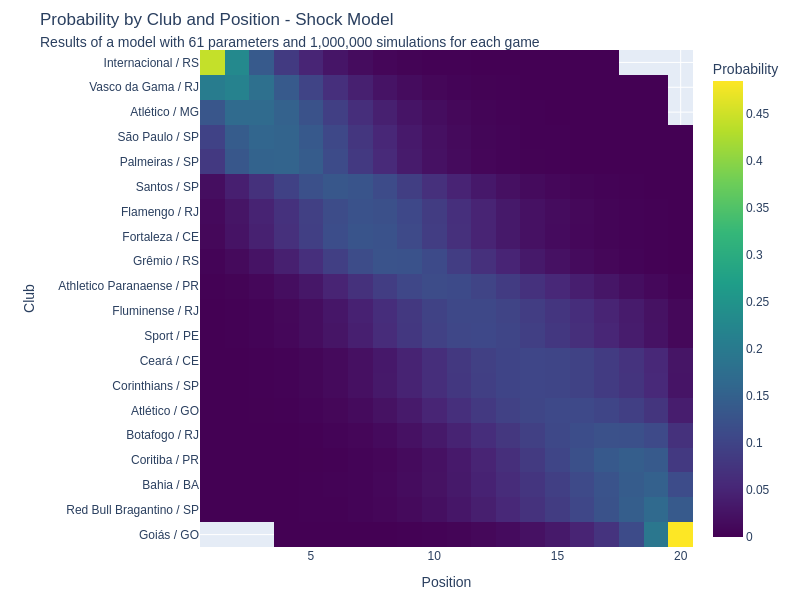 Probability by Club and Position - Shock Model
Results of a model with 61 parameters and 1,000,000 simulations for each game
Internacional / RS
Vasco da Gama / RJ
Atlético / MG
São Paulo / SP
Palmeiras / SP
Santos / SP
Flamengo / RJ
Fortaleza / CE
Grêmio / RS
Athletico Paranaense / PR
Fluminense / RJ
Sport / PE
Ceará / CE
Corinthians / SP
Atlético / GO
Botafogo / RJ
Coritiba / PR
Bahia / BA
Red Bull Bragantino / SP
Goiás / GO
Club
5
10
15
20
Position
Probability
0.45
0.4
0.35
0.3
0.25
0.2
0.15
0.1
0.05
0